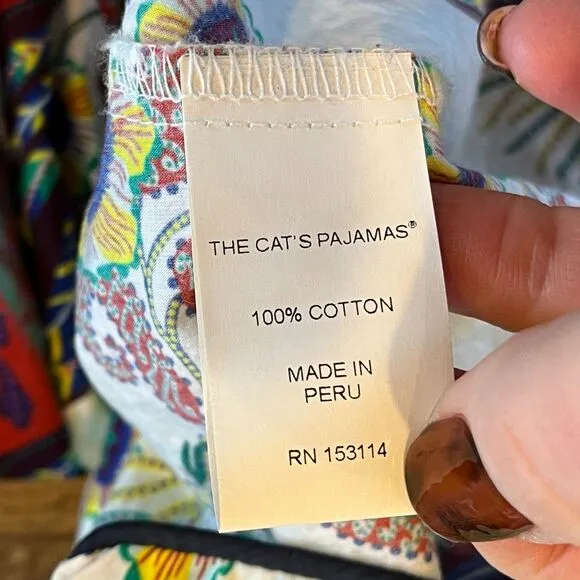 THE CAT'S PAJAMAS®
100% COTTON
MADE IN
PERU
RN 153114